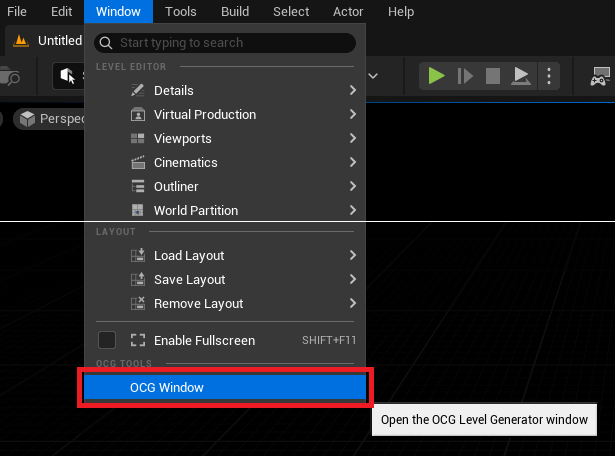 File Edit Window Tools Build Select Actor Help
Untitled
Start typing to search
LEVEL EDITOR
Details
Perspe
Virtual Production
Viewports
Cinematics
Outliner
World Partition
LAYOUT
Load Layout
Save Layout
Remove Layout
Enable Fullscreen SHIFT+F11
OCG TOOLS
OCG Window
Open the OCG Level Generator window